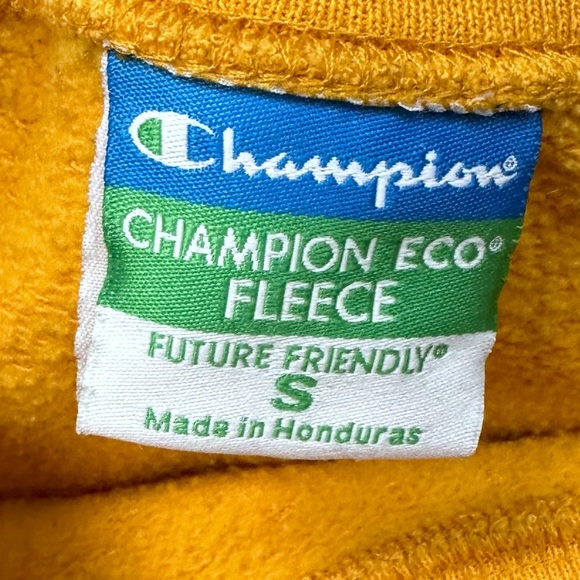 Champion®
CHAMPION ECO®
FLEECE
FUTURE FRIENDLY®
S
Made in Honduras